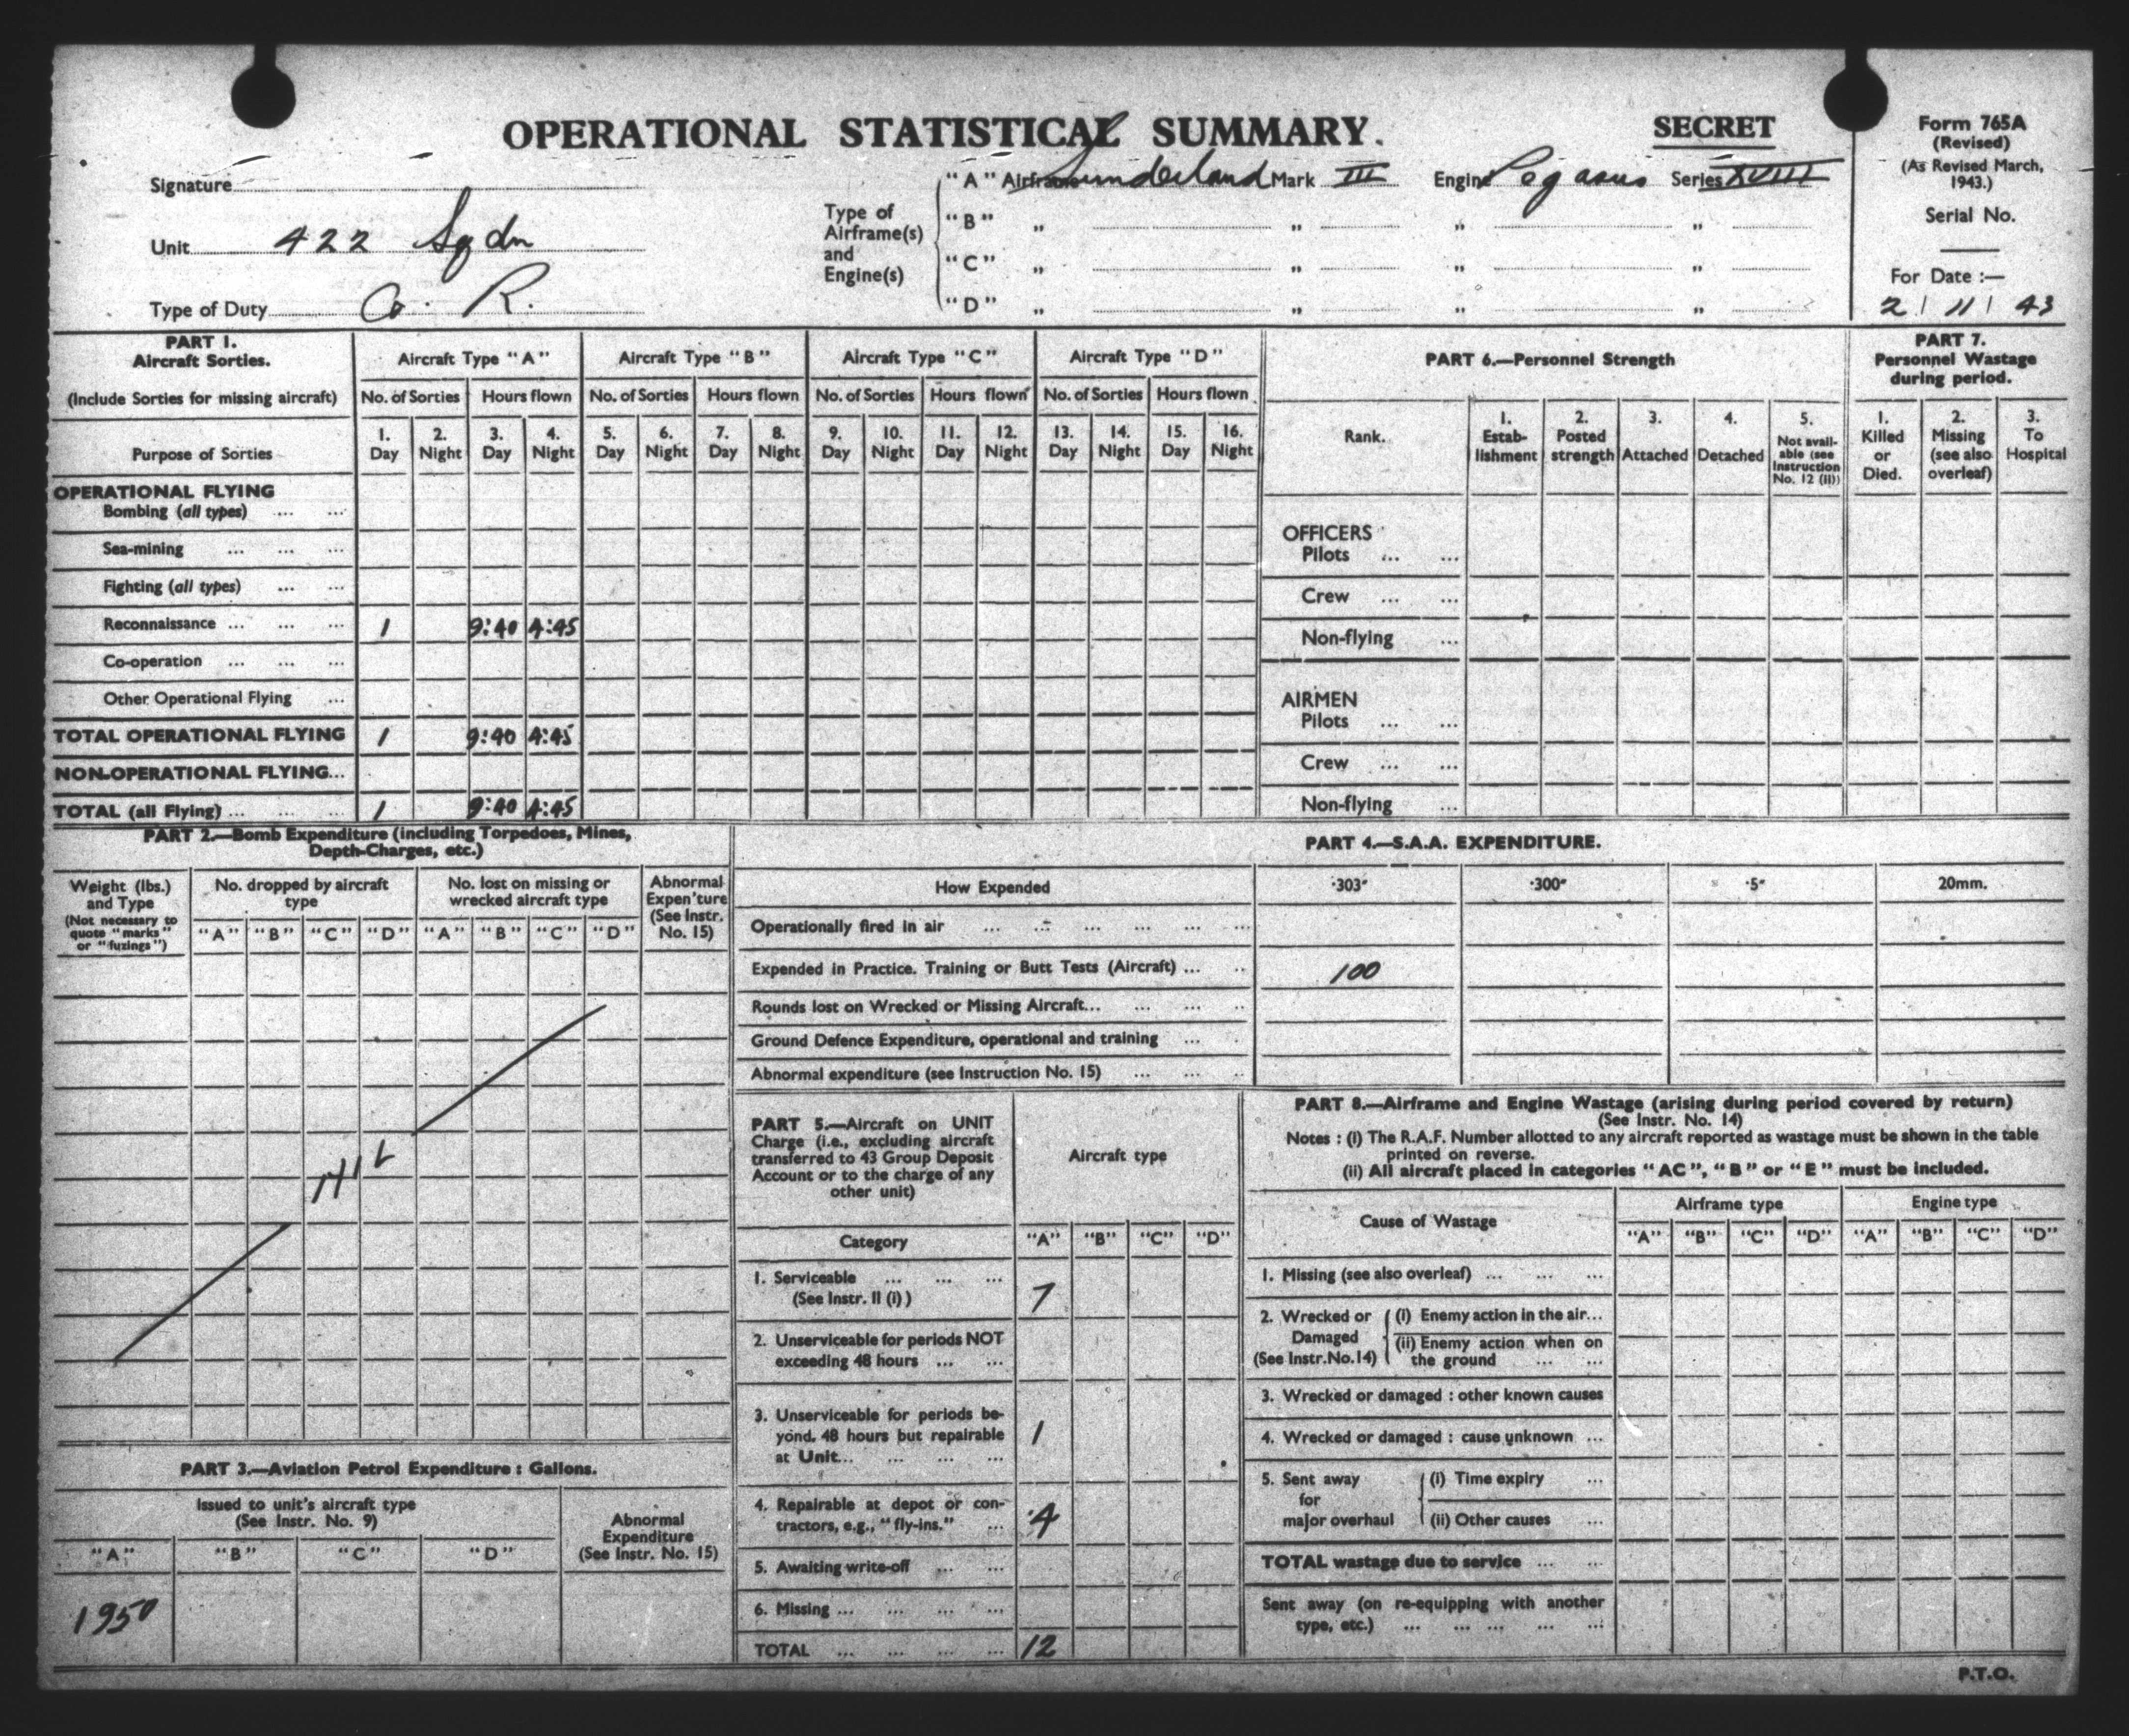 OPERATIONAL STATISTICAL SUMMARY.
SECRET
Form 765A
(Revised)
(As Revised March,
1943.)
Serial No.
For Date :—
2 | 11 | 43
Signature
Unit 422 Sqdn
Type of Duty G. R.
Type of
Airframe(s)
and
Engine(s)
"A" Airframe Sunderland Mark III Engine Pegasus Series XVIII
"B" „ „ „ „
"C" „ „ „ „
"D" „ „ „ „
PART 1.
Aircraft Sorties.
(Include Sorties for missing aircraft)
Purpose of Sorties
Aircraft Type "A" Aircraft Type "B" Aircraft Type "C" Aircraft Type "D"
No. of Sorties Hours flown No. of Sorties Hours flown No. of Sorties Hours flown No. of Sorties Hours flown
1. 2. 3. 4. 5. 6. 7. 8. 9. 10. 11. 12. 13. 14. 15. 16.
Day Night Day Night Day Night Day Night Day Night Day Night Day Night Day Night
OPERATIONAL FLYING
Bombing (all types) ... ...
Sea-mining ... ... ...
Fighting (all types) ... ...
Reconnaissance ... ... ... 1 9:40 4:45
Co-operation ... ... ...
Other Operational Flying ...
TOTAL OPERATIONAL FLYING 1 9:40 4:45
NON-OPERATIONAL FLYING...
TOTAL (all Flying) ... ... ... 1 9:40 4:45
PART 6.—Personnel Strength
Rank.
1. Estab-
lishment
2. Posted
strength
3. Attached
4. Detached
5. Not avail-
able (see
Instruction
No. 12 (ii))
OFFICERS
Pilots ... ...
Crew ... ...
Non-flying ...
AIRMEN
Pilots ... ...
Crew ... ...
Non-flying ...
PART 7.
Personnel Wastage
during period.
1. Killed
or
Died.
2. Missing
(see also
overleaf)
3. To
Hospital
PART 2.—Bomb Expenditure (including Torpedoes, Mines,
Depth-Charges, etc.)
Weight (lbs.)
and Type
(Not necessary to
quote "marks"
or "fuzings")
No. dropped by aircraft
type
No. lost on missing or
wrecked aircraft type
Abnormal
Expen'ture
(See Instr.
No. 15)
"A" "B" "C" "D" "A" "B" "C" "D"
NIL
PART 3.—Aviation Petrol Expenditure : Gallons.
Issued to unit's aircraft type
(See Instr. No. 9)
Abnormal
Expenditure
(See Instr. No. 15)
"A" "B" "C" "D"
1950
PART 4.—S.A.A. EXPENDITURE.
How Expended ·303" ·300" ·5" 20mm.
Operationally fired in air ... ... ... ... ... ...
Expended in Practice. Training or Butt Tests (Aircraft) ... .. 100
Rounds lost on Wrecked or Missing Aircraft... ... ... ..
Ground Defence Expenditure, operational and training ... .
Abnormal expenditure (see Instruction No. 15) ... ... ..
PART 5.—Aircraft on UNIT
Charge (i.e., excluding aircraft
transferred to 43 Group Deposit
Account or to the charge of any
other unit)
Aircraft type
Category "A" "B" "C" "D"
1. Serviceable ... ... ...
(See Instr. II (i) ) 7
2. Unserviceable for periods NOT
exceeding 48 hours ... ...
3. Unserviceable for periods be-
yond. 48 hours but repairable 1
at Unit... ... ... ...
4. Repairable at depot or con-
tractors, e.g., "fly-ins." ... 4
5. Awaiting write-off ... ...
6. Missing ... ... ... ...
TOTAL ... ... ... ... 12
PART 8.—Airframe and Engine Wastage (arising during period covered by return)
(See Instr. No. 14)
Notes : (i) The R.A.F. Number allotted to any aircraft reported as wastage must be shown in the table
printed on reverse.
(ii) All aircraft placed in categories "AC", "B" or "E" must be included.
Cause of Wastage
Airframe type Engine type
"A" "B" "C" "D" "A" "B" "C" "D"
1. Missing (see also overleaf) ... ... ...
2. Wrecked or
Damaged
(See Instr.No.14)
(i) Enemy action in the air...
(ii) Enemy action when on
the ground ... ...
3. Wrecked or damaged : other known causes
4. Wrecked or damaged : cause unknown ...
5. Sent away
for
major overhaul
(i) Time expiry ...
(ii) Other causes ...
TOTAL wastage due to service ... ...
Sent away (on re-equipping with another
type, etc.) ... ... ... ... ...
P.T.O.